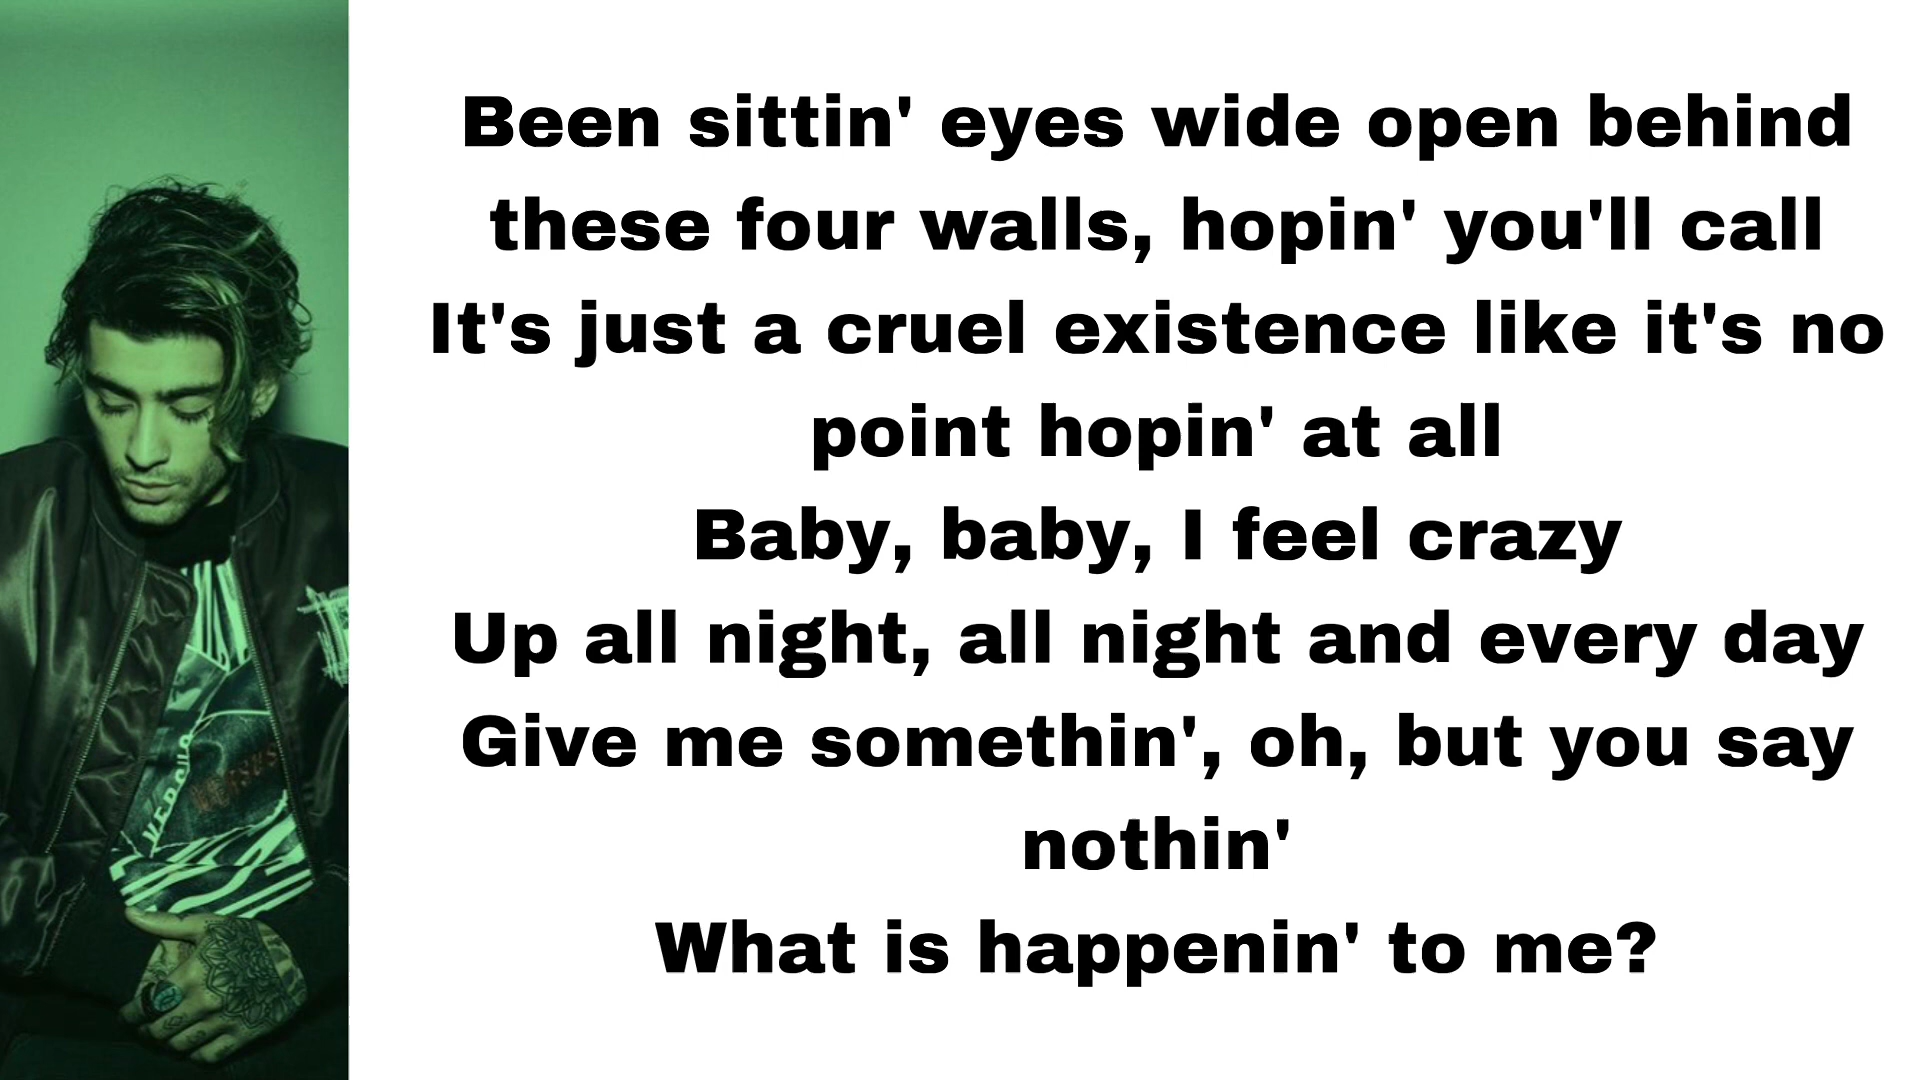 Been sittin' eyes wide open behind
these four walls, hopin' you'll call
It's just a cruel existence like it's no
point hopin' at all
Baby, baby, I feel crazy
Up all night, all night and every day
Give me somethin', oh, but you say
nothin'
What is happenin' to me?
VERSUS
VERSUS